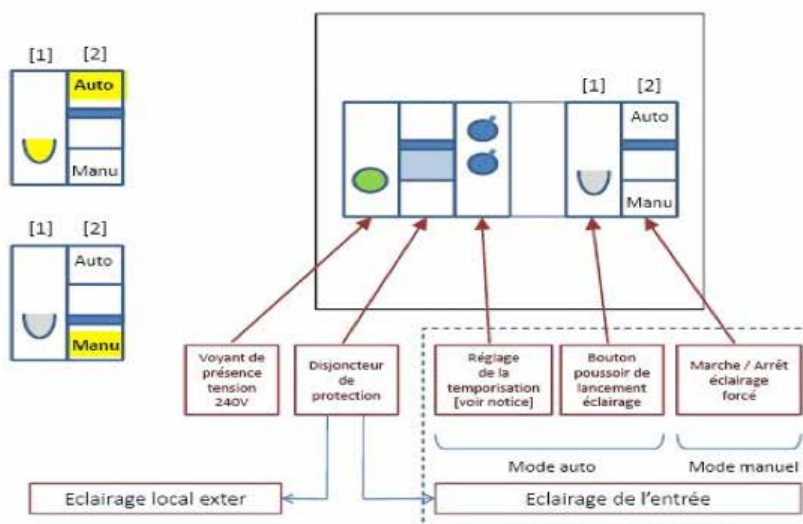 [1] [2]
Auto
Manu
[1] [2]
Auto
Manu
[1] [2]
Auto
Manu
Voyant de
présence
tension
240V
Disjoncteur
de
protection
Réglage
de la
temporisation
[voir notice]
Bouton
poussoir de
lancement
éclairage
Marche / Arrêt
éclairage
forcé
Mode auto
Mode manuel
Eclairage local exter
Eclairage de l'entrée